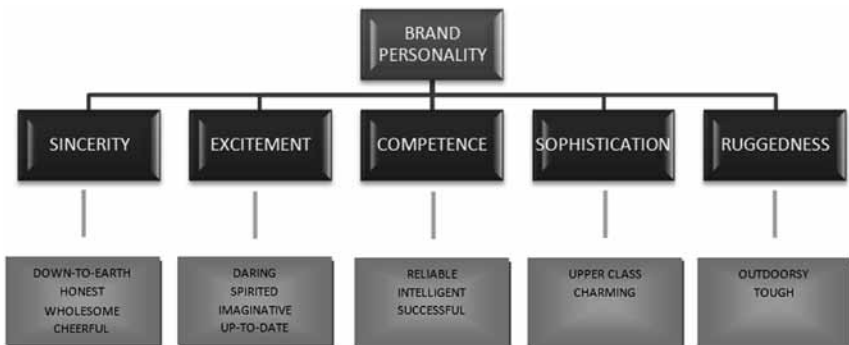 BRAND
PERSONALITY
SINCERITY
EXCITEMENT
COMPETENCE
SOPHISTICATION
RUGGEDNESS
DOWN-TO-EARTH
HONEST
WHOLESOME
CHEERFUL
DARING
SPIRITED
IMAGINATIVE
UP-TO-DATE
RELIABLE
INTELLIGENT
SUCCESSFUL
UPPER CLASS
CHARMING
OUTDOORSY
TOUGH